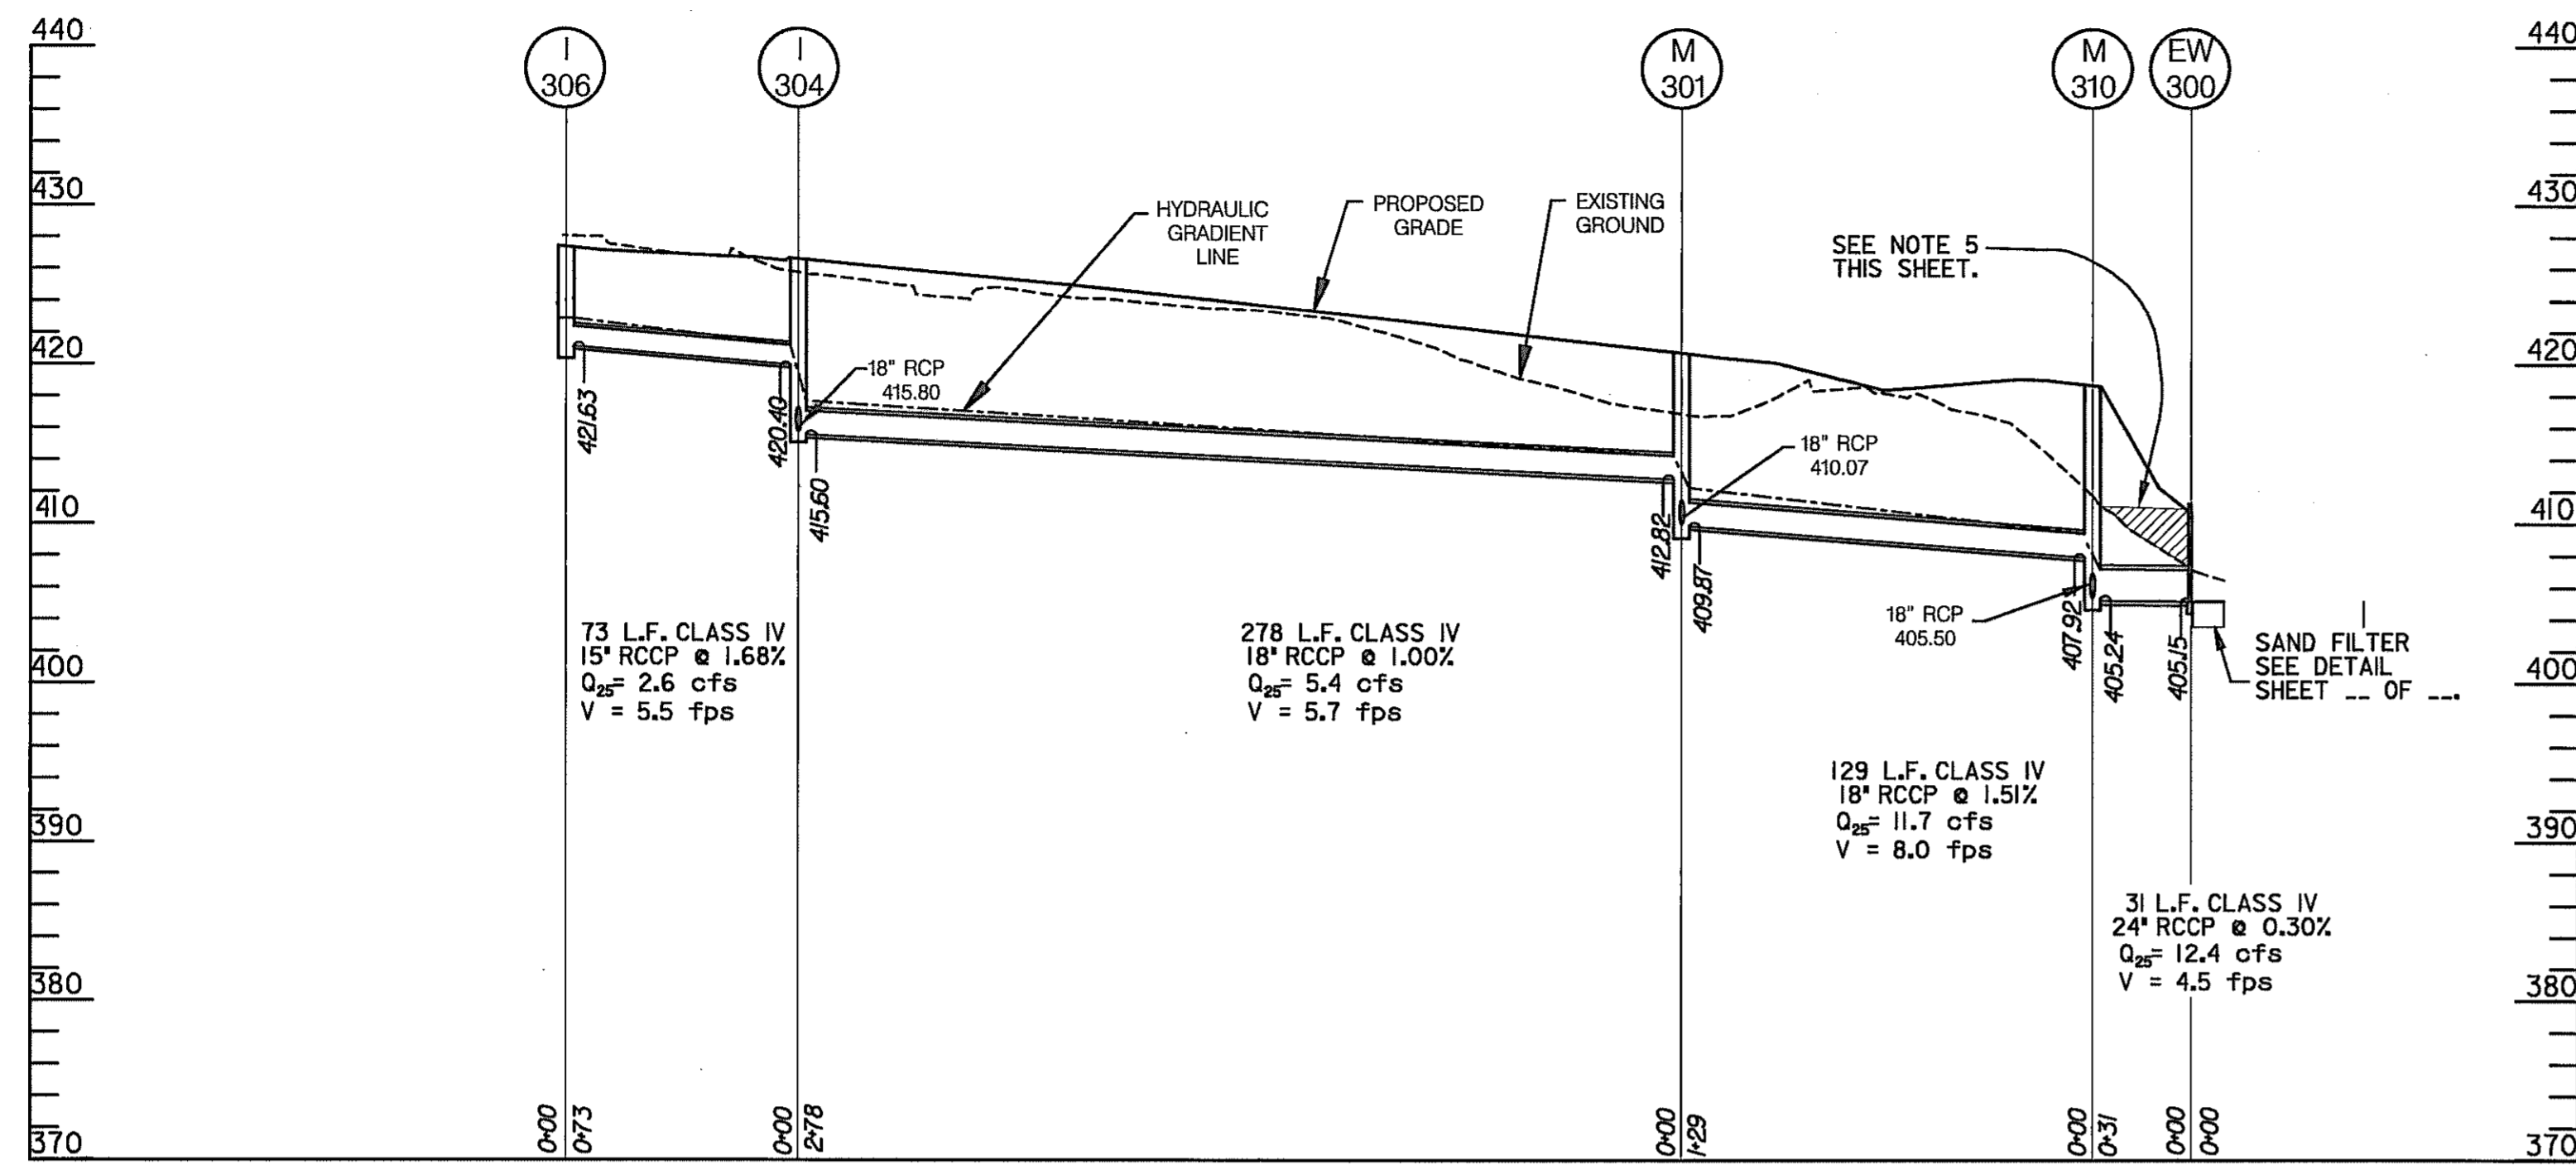 440
I
306
I
304
M
301
M
310
EW
300
440
430
HYDRAULIC
GRADIENT
LINE
PROPOSED
GRADE
EXISTING
GROUND
SEE NOTE 5
THIS SHEET.
430
420
18" RCP
415.80
420
421.63
420.40
415.60
18" RCP
410.07
410
412.82
409.87
18" RCP
405.50
410
407.92
405.24
405.15
SAND FILTER
SEE DETAIL
SHEET -- OF --.
400
73 L.F. CLASS IV
15" RCCP @ 1.68%
Q25= 2.6 cfs
V = 5.5 fps
278 L.F. CLASS IV
18" RCCP @ 1.00%
Q25= 5.4 cfs
V = 5.7 fps
400
390
129 L.F. CLASS IV
18" RCCP @ 1.51%
Q25= 11.7 cfs
V = 8.0 fps
390
31 L.F. CLASS IV
24" RCCP @ 0.30%
Q25= 12.4 cfs
V = 4.5 fps
380
380
370
0+00
0+73
0+00
2+78
0+00
1+29
0+00
0+31
0+00
0+00
370